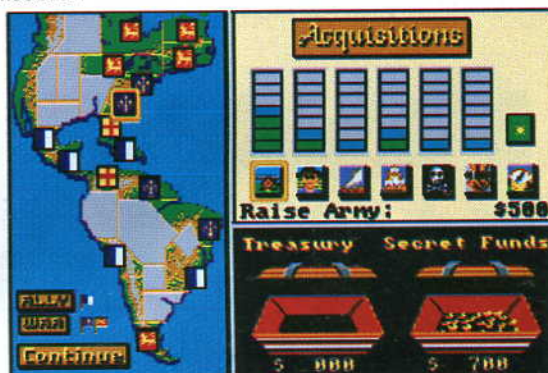 Acquisitions
Raise Army: $500
Treasury Secret Funds
$ 000 $ 700
ALLY
WAR
Continue